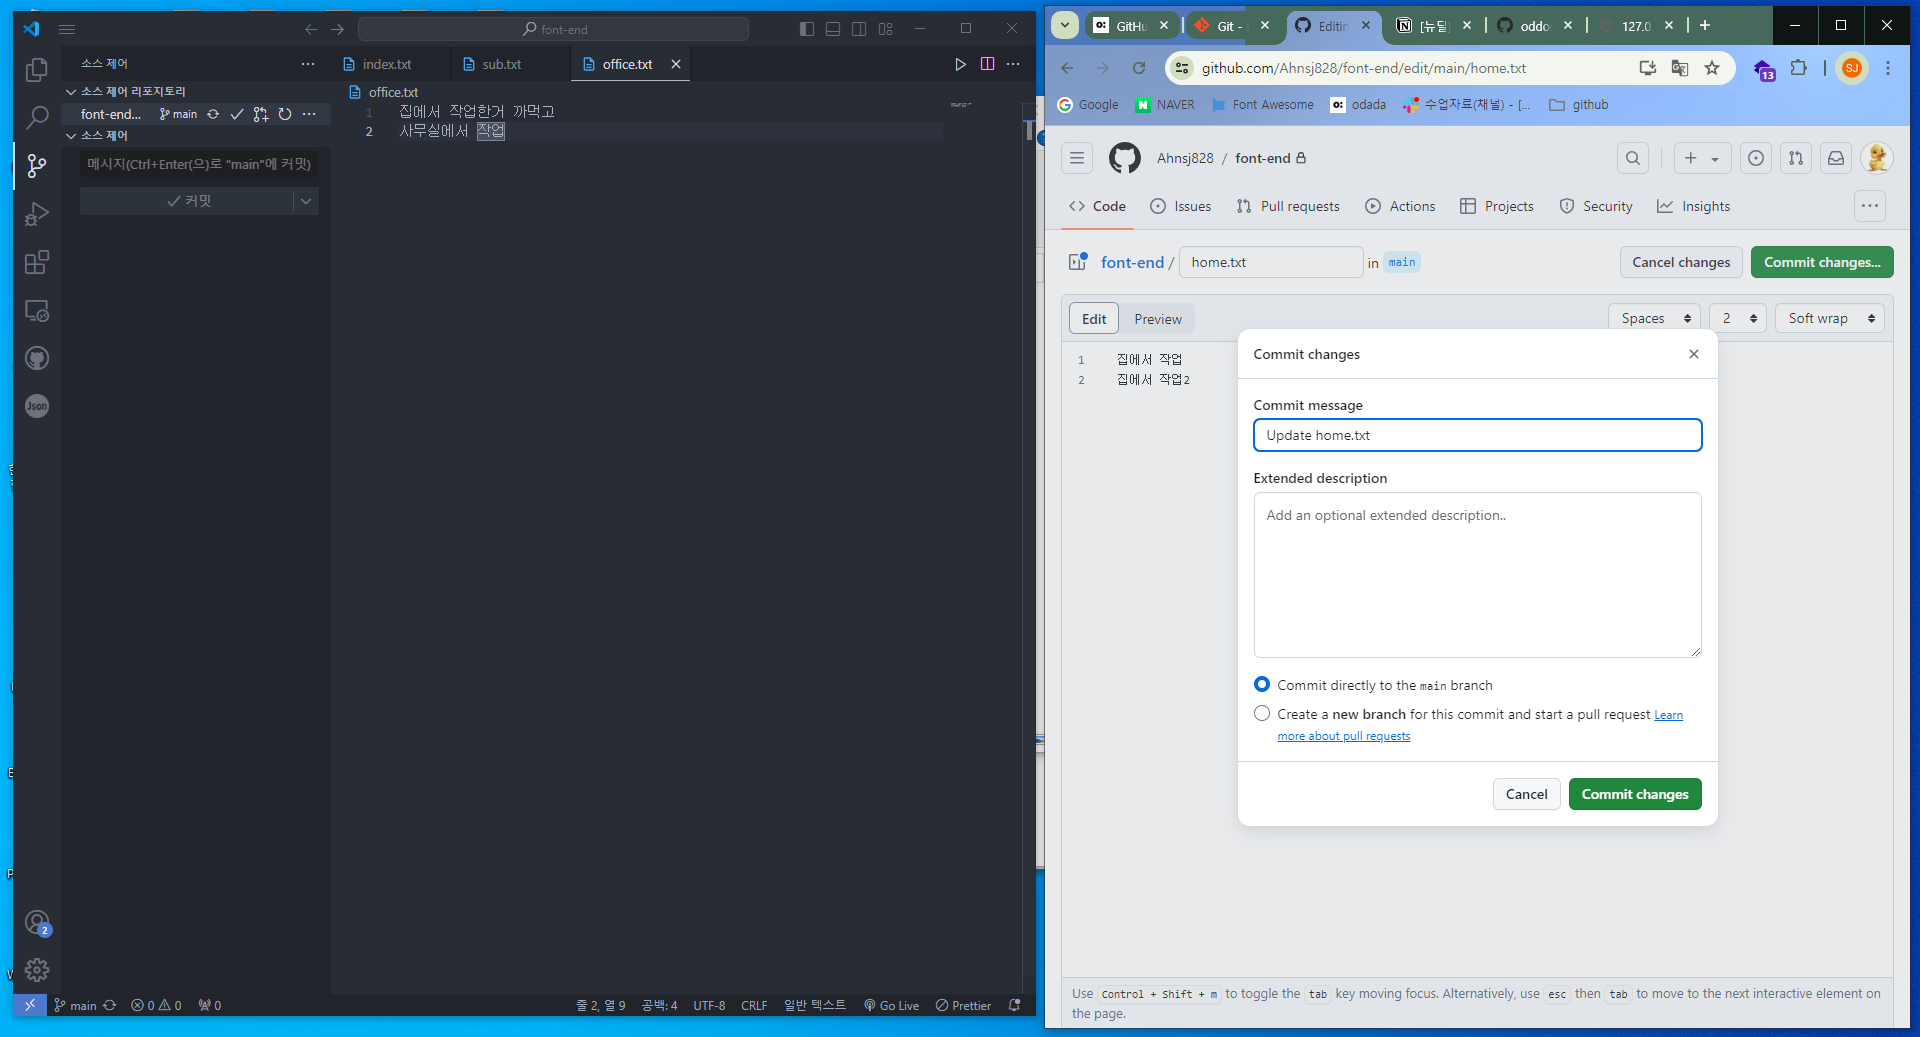 font-end
소스 제어
소스 제어 리포지토리
font-end...
main
소스 제어
메시지(Ctrl+Enter(으)로 "main"에 커밋)
커밋
index.txt
sub.txt
office.txt
office.txt
1 집에서 작업한거 까먹고
2 사무실에서 작업
Json
2
main
0 0
0
줄 2, 열 9
공백: 4
UTF-8
CRLF
일반 텍스트
Go Live
Prettier
GitHu
Git -
Editin
[뉴딜]
oddo
127.0
github.com/Ahnsj828/font-end/edit/main/home.txt
13
SJ
Google
NAVER
Font Awesome
odada
수업자료(채널) - [...
github
Ahnsj828 / font-end
Code
Issues
Pull requests
Actions
Projects
Security
Insights
font-end / home.txt in main
Cancel changes
Commit changes...
Edit
Preview
Spaces
2
Soft wrap
1 집에서 작업
2 집에서 작업2
Commit changes
Commit message
Update home.txt
Extended description
Add an optional extended description..
Commit directly to the main branch
Create a new branch for this commit and start a pull request Learn
more about pull requests
Cancel
Commit changes
Use Control + Shift + m to toggle the tab key moving focus. Alternatively, use esc then tab to move to the next interactive element on
the page.